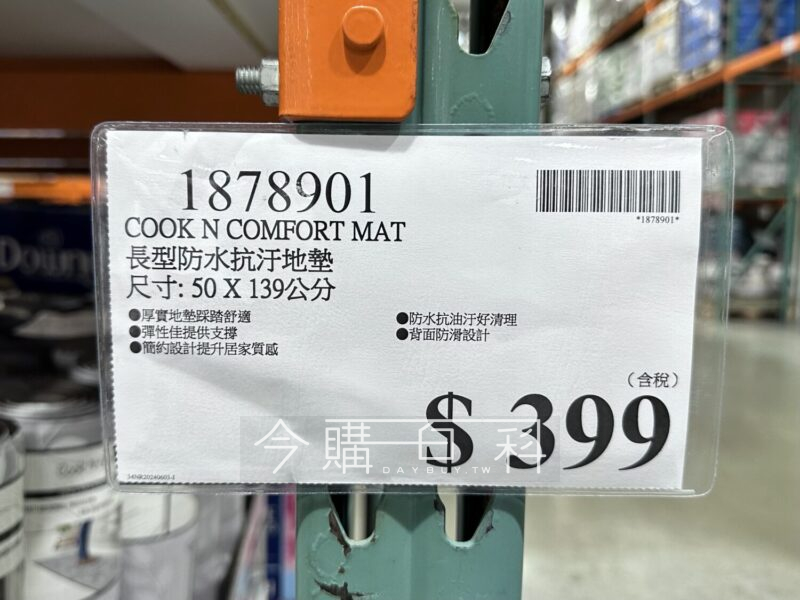 1878901
*1878901*
COOK N COMFORT MAT
長型防水抗汙地墊
尺寸: 50 X 139公分
●厚實地墊踩踏舒適
●彈性佳提供支撐
●簡約設計提升居家質感
●防水抗油汙好清理
●背面防滑設計
(含稅)
$ 399
今購百科
DAYBUY.TW
Downy